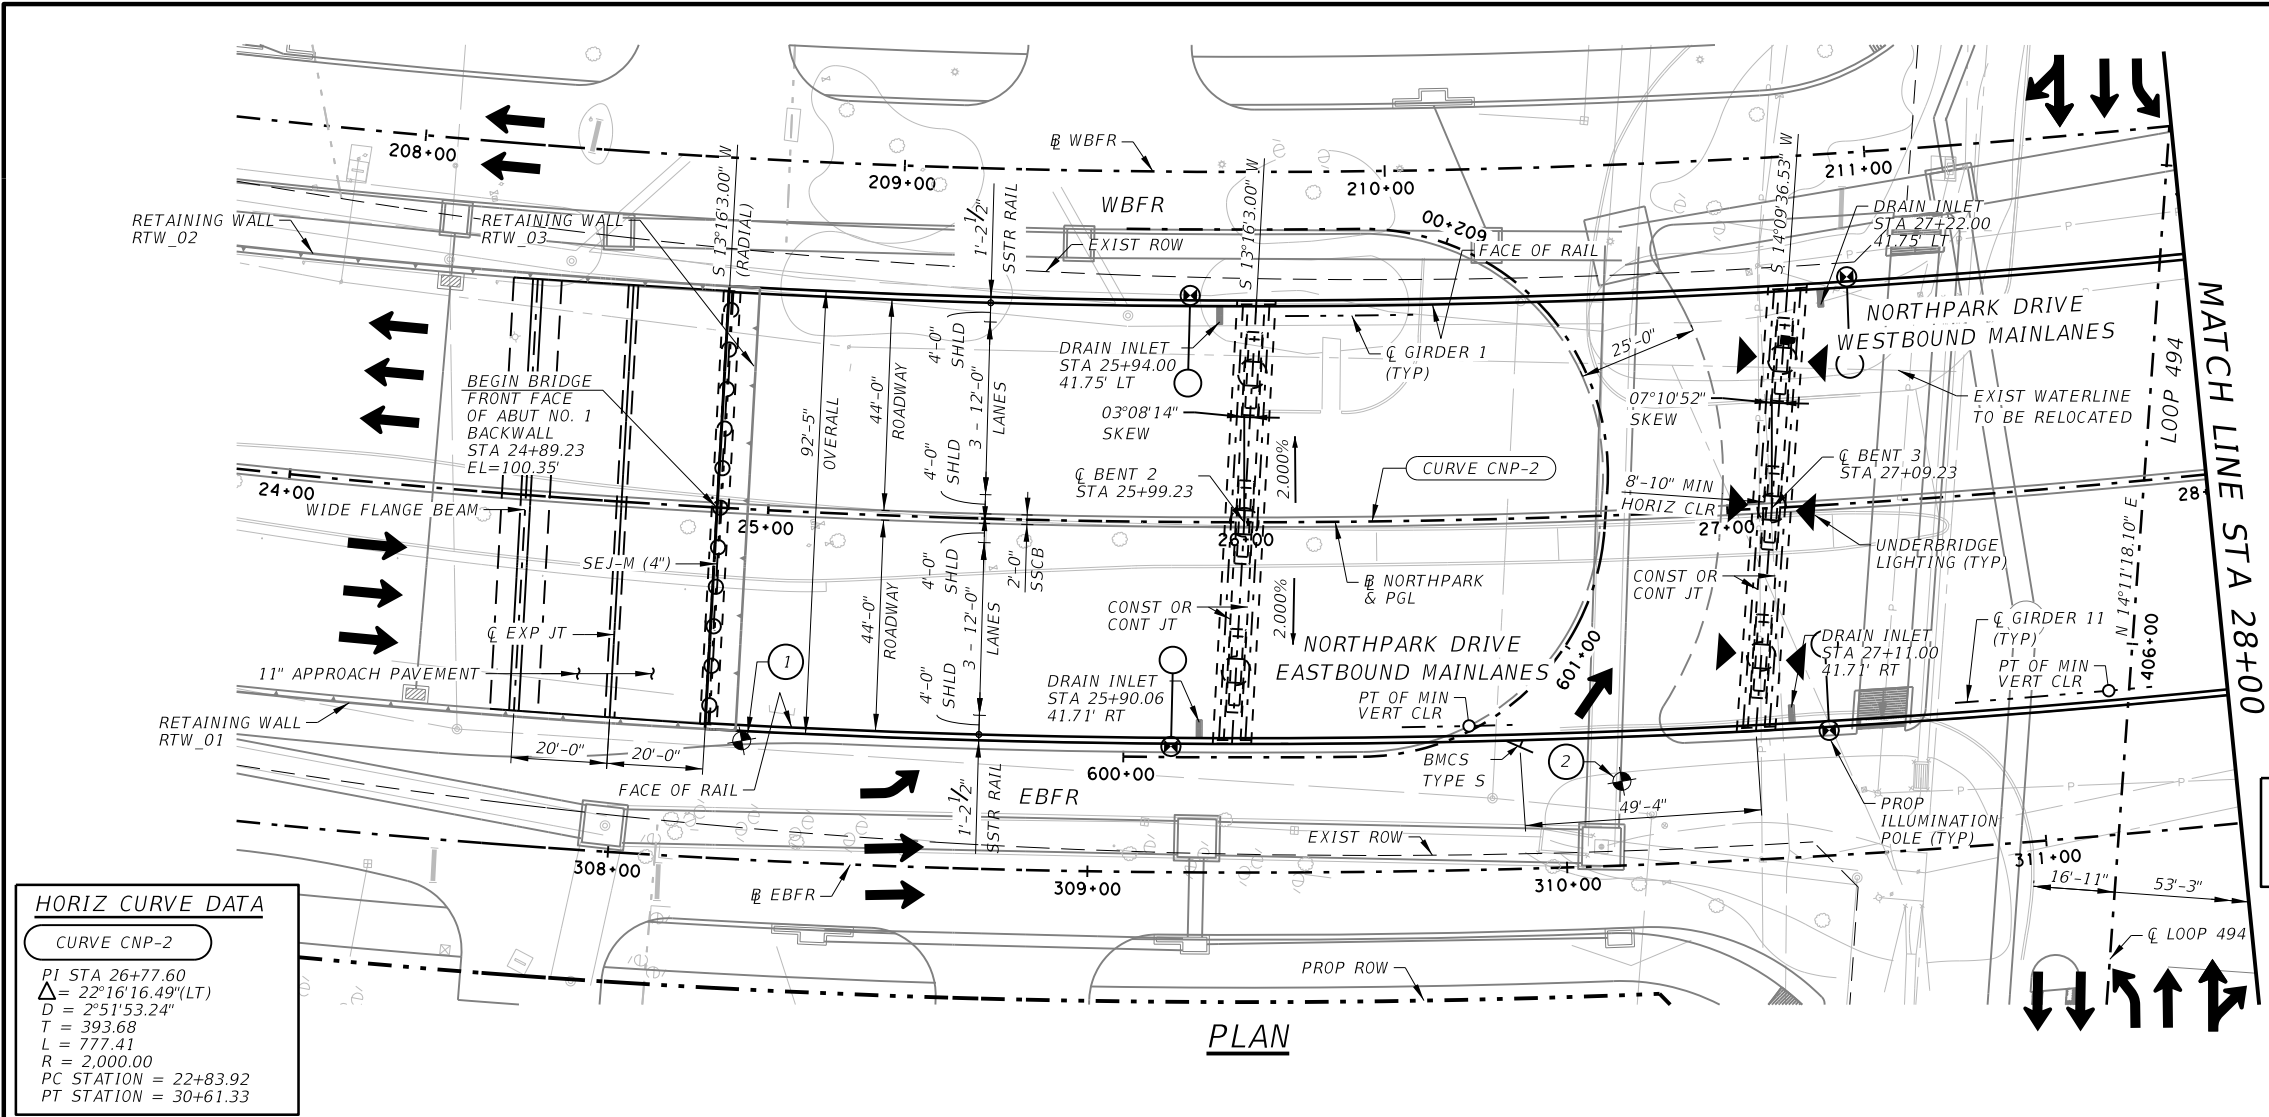 208+00
209+00
210+00
211+00
℄ WBFR
WBFR
RETAINING WALL
RTW_02
RETAINING WALL
RTW_03
S 13°16'3.00" W
(RADIAL)
1'-2½"
SSTR RAIL
EXIST ROW
S 13°16'3.00" W
602+00
FACE OF RAIL
S 14°09'36.53" W
DRAIN INLET
STA 27+22.00
41.75' LT
NORTHPARK DRIVE
WESTBOUND MAINLANES
MATCH LINE STA 28+00
LOOP 494
25'-0"
DRAIN INLET
STA 25+94.00
41.75' LT
℄ GIRDER 1
(TYP)
03°08'14"
SKEW
07°10'52"
SKEW
EXIST WATERLINE
TO BE RELOCATED
BEGIN BRIDGE
FRONT FACE
OF ABUT NO. 1
BACKWALL
STA 24+89.23
EL=100.35'
92'-5"
OVERALL
44'-0"
ROADWAY
4'-0"
SHLD
3 - 12'-0"
LANES
4'-0"
SHLD
2.000%
CURVE CNP-2
℄ BENT 2
STA 25+99.23
℄ BENT 3
STA 27+09.23
8'-10" MIN
HORIZ CLR
24+00
25+00
26+00
27+00
28+
WIDE FLANGE BEAM
SEJ-M (4")
4'-0"
SHLD
2'-0"
SSCB
44'-0"
ROADWAY
3 - 12'-0"
LANES
4'-0"
SHLD
CONST OR
CONT JT
2.000%
℄ NORTHPARK
& PGL
UNDERBRIDGE
LIGHTING (TYP)
CONST OR
CONT JT
N 14°11'18.10" E
℄ EXP JT
11" APPROACH PAVEMENT
1
NORTHPARK DRIVE
EASTBOUND MAINLANES
601+00
DRAIN INLET
STA 25+90.06
41.71' RT
PT OF MIN
VERT CLR
DRAIN INLET
STA 27+11.00
41.71' RT
℄ GIRDER 11
(TYP)
PT OF MIN
VERT CLR
406+00
RETAINING WALL
RTW_01
20'-0"
20'-0"
FACE OF RAIL
600+00
BMCS
TYPE S
2
49'-4"
PROP
ILLUMINATION
POLE (TYP)
1'-2½"
SSTR RAIL
EBFR
EXIST ROW
308+00
309+00
310+00
311+00
℄ EBFR
16'-11"
53'-3"
℄ LOOP 494
PROP ROW
PLAN
HORIZ CURVE DATA
CURVE CNP-2
PI STA 26+77.60
Δ= 22°16'16.49"(LT)
D = 2°51'53.24"
T = 393.68
L = 777.41
R = 2,000.00
PC STATION = 22+83.92
PT STATION = 30+61.33